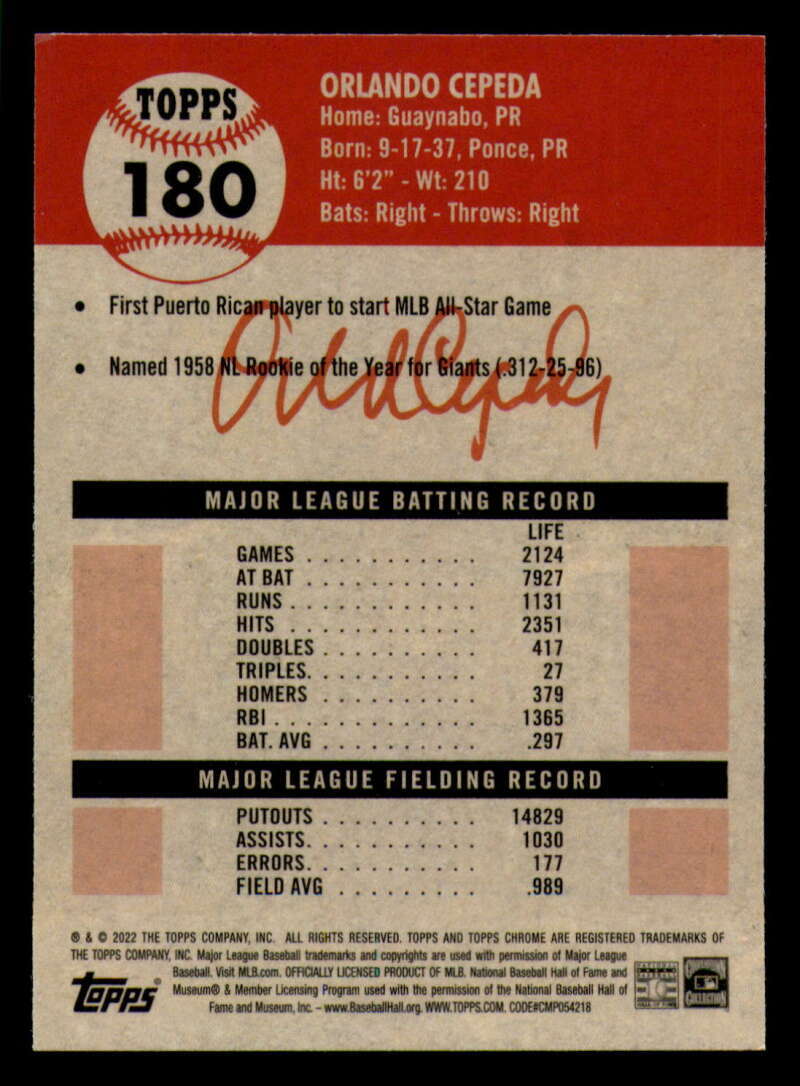 TOPPS
180
ORLANDO CEPEDA
Home: Guaynabo, PR
Born: 9-17-37, Ponce, PR
Ht: 6'2" - Wt: 210
Bats: Right - Throws: Right
• First Puerto Rican player to start MLB All-Star Game
• Named 1958 NL Rookie of the Year for Giants (.312-25-96)
Orlando Cepeda
MAJOR LEAGUE BATTING RECORD
LIFE
GAMES . . . . . . . . . . . 2124
AT BAT . . . . . . . . . . 7927
RUNS . . . . . . . . . . . . 1131
HITS . . . . . . . . . . . . 2351
DOUBLES . . . . . . . . . . 417
TRIPLES. . . . . . . . . . . 27
HOMERS . . . . . . . . . . 379
RBI . . . . . . . . . . . . . 1365
BAT. AVG . . . . . . . . . . .297
MAJOR LEAGUE FIELDING RECORD
PUTOUTS . . . . . . . . . . 14829
ASSISTS. . . . . . . . . . . 1030
ERRORS. . . . . . . . . . . 177
FIELD AVG . . . . . . . . . .989
® & © 2022 THE TOPPS COMPANY, INC. ALL RIGHTS RESERVED. TOPPS AND TOPPS CHROME ARE REGISTERED TRADEMARKS OF
THE TOPPS COMPANY, INC. Major League Baseball trademarks and copyrights are used with permission of Major League
Baseball. Visit MLB.com. OFFICIALLY LICENSED PRODUCT OF MLB. National Baseball Hall of Fame and
Museum® & Member Licensing Program used with the permission of the National Baseball Hall of
Fame and Museum, Inc. – www.BaseballHall.org. WWW.TOPPS.COM. CODE#CMP054218
topps®
COOPERSTOWN
COLLECTION